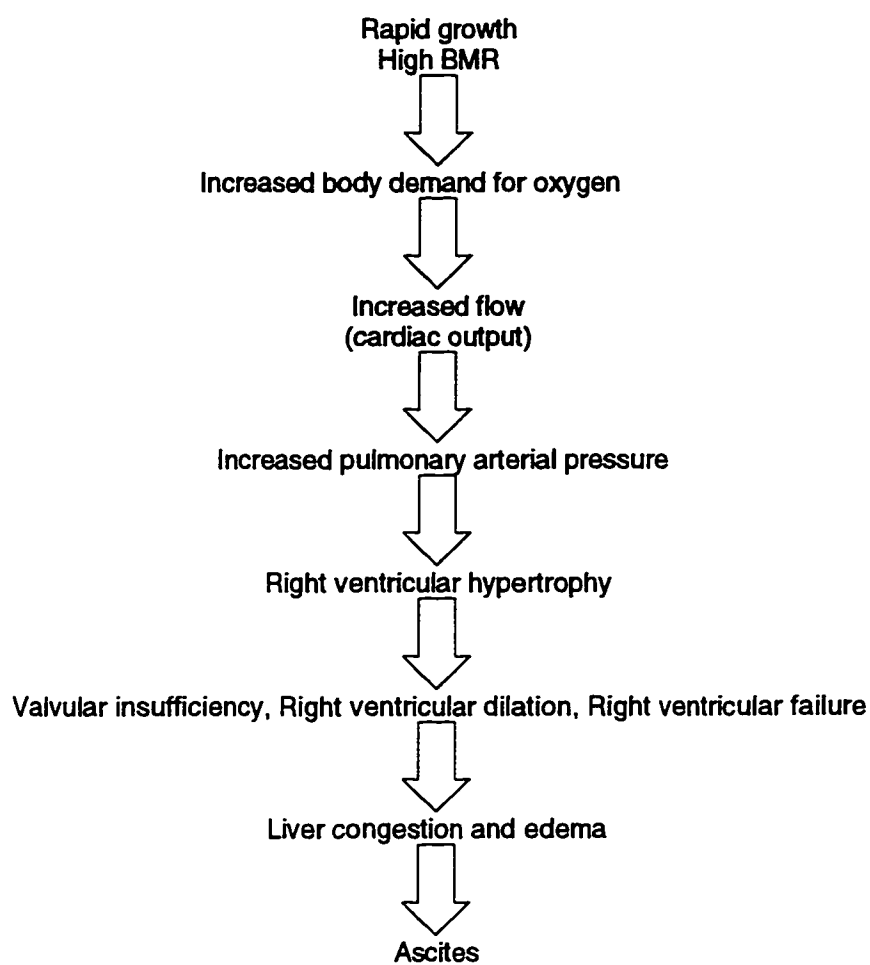 Rapid growth
High BMR
Increased body demand for oxygen
Increased flow
(cardiac output)
Increased pulmonary arterial pressure
Right ventricular hypertrophy
Valvular insufficiency, Right ventricular dilation, Right ventricular failure
Liver congestion and edema
Ascites